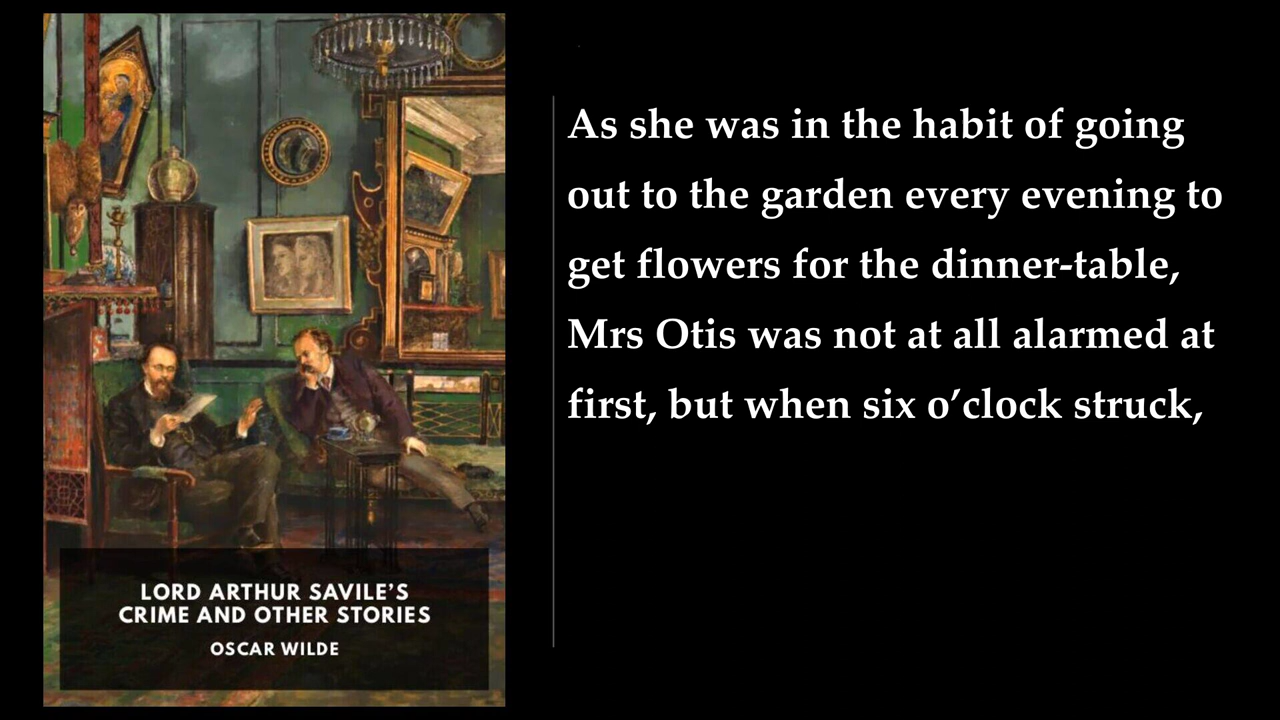 LORD ARTHUR SAVILE’S
CRIME AND OTHER STORIES
OSCAR WILDE
As she was in the habit of going
out to the garden every evening to
get flowers for the dinner-table,
Mrs Otis was not at all alarmed at
first, but when six o’clock struck,